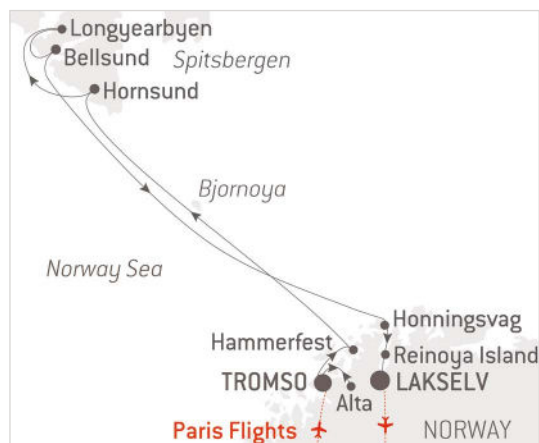 Longyearbyen
Bellsund
Spitsbergen
Hornsund
Bjornoya
Norway Sea
Honningsvag
Hammerfest
Reinoya Island
TROMSO
LAKSELV
Alta
Paris Flights
NORWAY